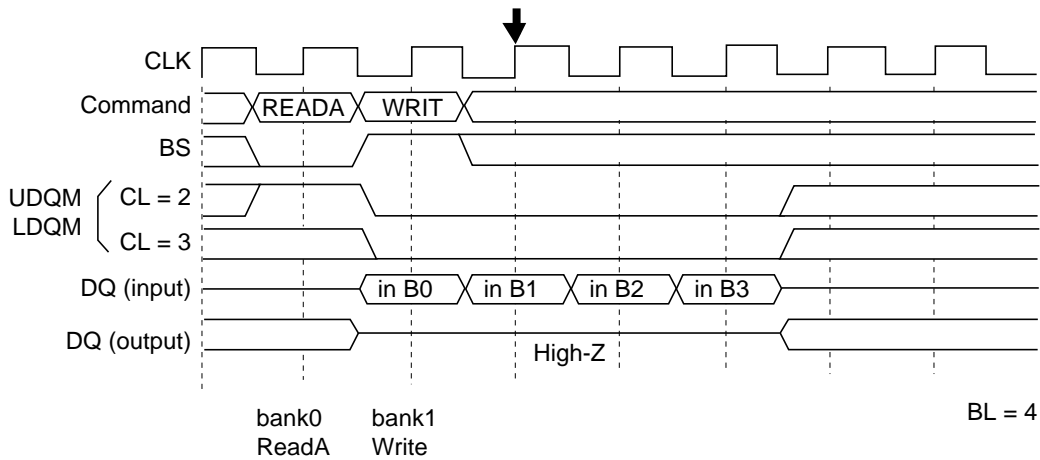 CLK
Command READA WRIT
BS
UDQM
LDQM
CL = 2
CL = 3
DQ (input) in B0 in B1 in B2 in B3
DQ (output) High-Z
bank0 bank1 BL = 4
ReadA Write